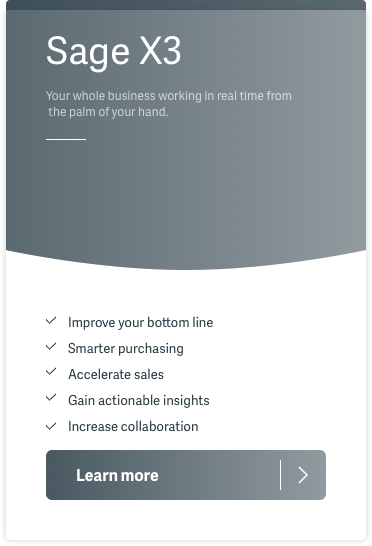 Sage X3
Your whole business working in real time from
the palm of your hand.
Improve your bottom line
Smarter purchasing
Accelerate sales
Gain actionable insights
Increase collaboration
Learn more